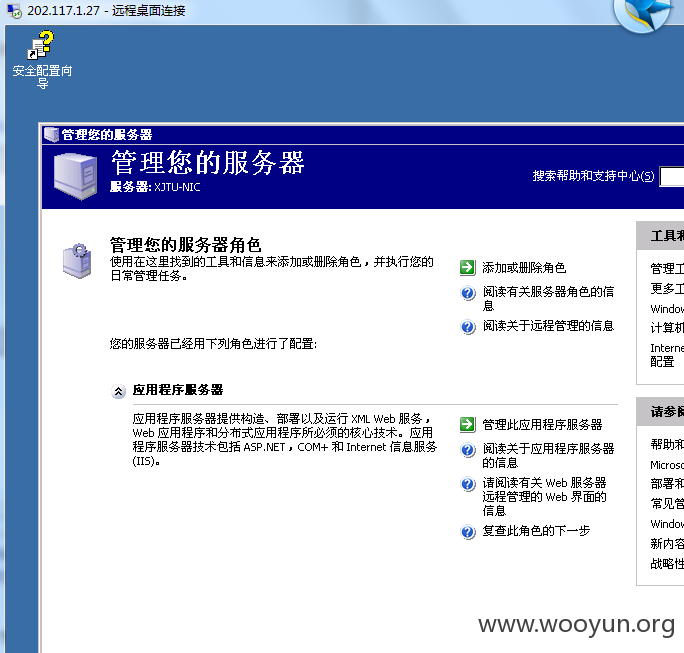 202.117.1.27 - 远程桌面连接
安全配置向
导
管理您的服务器
管理您的服务器
服务器: XJTU-NIC
搜索帮助和支持中心(S)
管理您的服务器角色
使用在这里找到的工具和信息来添加或删除角色，并执行您的
日常管理任务。
添加或删除角色
阅读有关服务器角色的信
息
阅读关于远程管理的信息
您的服务器已经用下列角色进行了配置:
应用程序服务器
应用程序服务器提供构造、部署以及运行 XML Web 服务，
Web 应用程序和分布式应用程序所必须的核心技术。应用
程序服务器技术包括 ASP.NET，COM+ 和 Internet 信息服务
(IIS)。
管理此应用程序服务器
阅读关于应用程序服务器
的信息
请阅读有关 Web 服务器
远程管理的 Web 界面的
信息
复查此角色的下一步
工具和
管理工
更多工
Window
计算机
Interne
配置
请参阅
帮助和
Microso
部署和
常见管
Window
新内容
战略性
www.wooyun.org